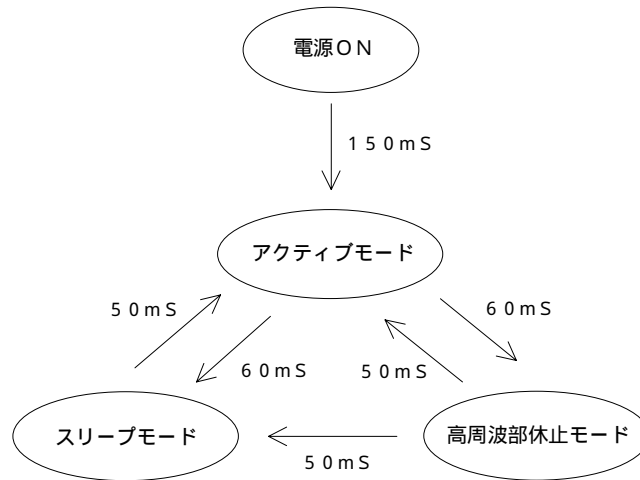 電源ＯＮ
１５０ｍＳ
アクティブモード
５０ｍＳ
６０ｍＳ
６０ｍＳ
５０ｍＳ
スリープモード
高周波部休止モード
５０ｍＳ